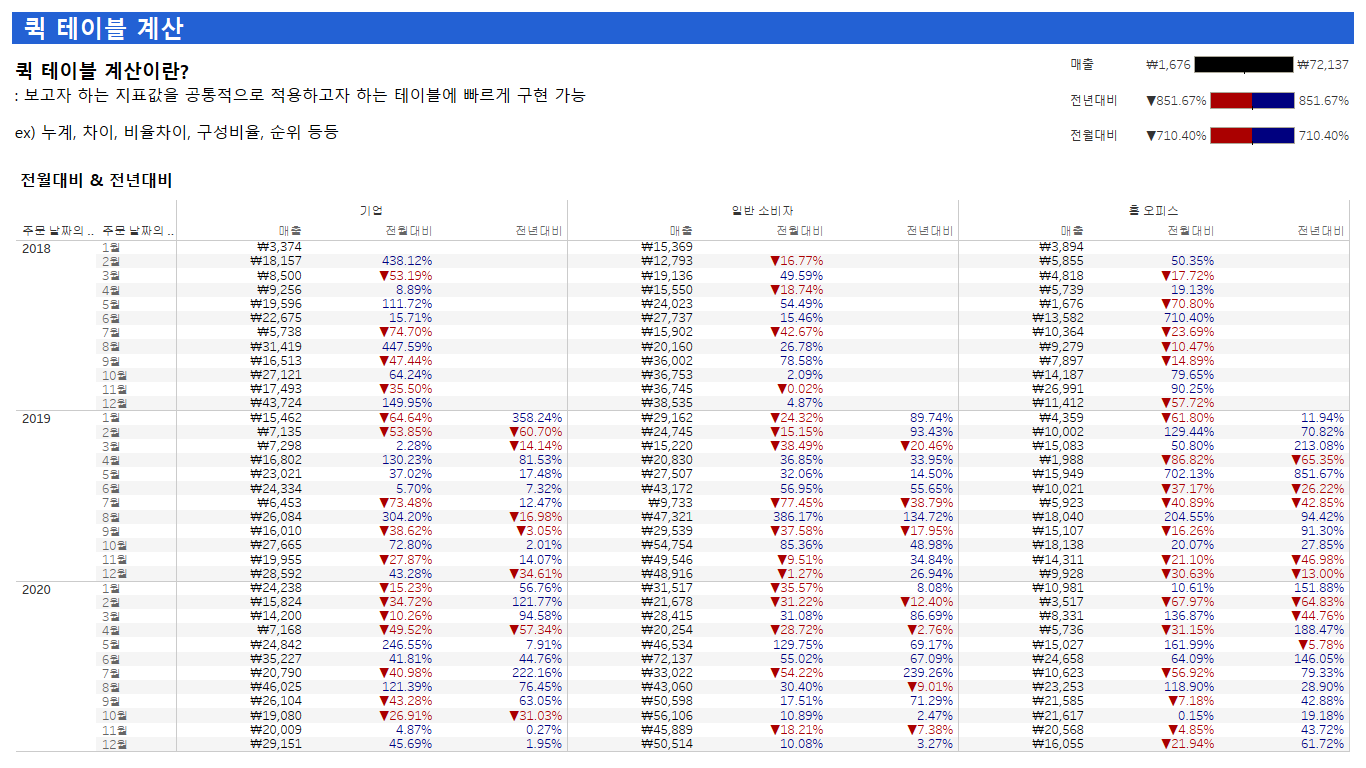 퀵 테이블 계산
퀵 테이블 계산이란?
: 보고자 하는 지표값을 공통적으로 적용하고자 하는 테이블에 빠르게 구현 가능
ex) 누계, 차이, 비율차이, 구성비율, 순위 등등
매출 ₩1,676 ₩72,137
전년대비 ▼851.67% 851.67%
전월대비 ▼710.40% 710.40%
전월대비 & 전년대비
기업 일반 소비자 홈 오피스
주문 날짜의 .. 주문 날짜의 .. 매출 전월대비 전년대비 매출 전월대비 전년대비 매출 전월대비 전년대비
2018 1월 ₩3,374 ₩15,369 ₩3,894
2월 ₩18,157 438.12% ₩12,793 ▼16.77% ₩5,855 50.35%
3월 ₩8,500 ▼53.19% ₩19,136 49.59% ₩4,818 ▼17.72%
4월 ₩9,256 8.89% ₩15,550 ▼18.74% ₩5,739 19.13%
5월 ₩19,596 111.72% ₩24,023 54.49% ₩1,676 ▼70.80%
6월 ₩22,675 15.71% ₩27,737 15.46% ₩13,582 710.40%
7월 ₩5,738 ▼74.70% ₩15,902 ▼42.67% ₩10,364 ▼23.69%
8월 ₩31,419 447.59% ₩20,160 26.78% ₩9,279 ▼10.47%
9월 ₩16,513 ▼47.44% ₩36,002 78.58% ₩7,897 ▼14.89%
10월 ₩27,121 64.24% ₩36,753 2.09% ₩14,187 79.65%
11월 ₩17,493 ▼35.50% ₩36,745 ▼0.02% ₩26,991 90.25%
12월 ₩43,724 149.95% ₩38,535 4.87% ₩11,412 ▼57.72%
2019 1월 ₩15,462 ▼64.64% 358.24% ₩29,162 ▼24.32% 89.74% ₩4,359 ▼61.80% 11.94%
2월 ₩7,135 ▼53.85% ▼60.70% ₩24,745 ▼15.15% 93.43% ₩10,002 129.44% 70.82%
3월 ₩7,298 2.28% ▼14.14% ₩15,220 ▼38.49% ▼20.46% ₩15,083 50.80% 213.08%
4월 ₩16,802 130.23% 81.53% ₩20,830 36.85% 33.95% ₩1,988 ▼86.82% ▼65.35%
5월 ₩23,021 37.02% 17.48% ₩27,507 32.06% 14.50% ₩15,949 702.13% 851.67%
6월 ₩24,334 5.70% 7.32% ₩43,172 56.95% 55.65% ₩10,021 ▼37.17% ▼26.22%
7월 ₩6,453 ▼73.48% 12.47% ₩9,733 ▼77.45% ▼38.79% ₩5,923 ▼40.89% ▼42.85%
8월 ₩26,084 304.20% ▼16.98% ₩47,321 386.17% 134.72% ₩18,040 204.55% 94.42%
9월 ₩16,010 ▼38.62% ▼3.05% ₩29,539 ▼37.58% ▼17.95% ₩15,107 ▼16.26% 91.30%
10월 ₩27,665 72.80% 2.01% ₩54,754 85.36% 48.98% ₩18,138 20.07% 27.85%
11월 ₩19,955 ▼27.87% 14.07% ₩49,546 ▼9.51% 34.84% ₩14,311 ▼21.10% ▼46.98%
12월 ₩28,592 43.28% ▼34.61% ₩48,916 ▼1.27% 26.94% ₩9,928 ▼30.63% ▼13.00%
2020 1월 ₩24,238 ▼15.23% 56.76% ₩31,517 ▼35.57% 8.08% ₩10,981 10.61% 151.88%
2월 ₩15,824 ▼34.72% 121.77% ₩21,678 ▼31.22% ▼12.40% ₩3,517 ▼67.97% ▼64.83%
3월 ₩14,200 ▼10.26% 94.58% ₩28,415 31.08% 86.69% ₩8,331 136.87% ▼44.76%
4월 ₩7,168 ▼49.52% ▼57.34% ₩20,254 ▼28.72% ▼2.76% ₩5,736 ▼31.15% 188.47%
5월 ₩24,842 246.55% 7.91% ₩46,534 129.75% 69.17% ₩15,027 161.99% ▼5.78%
6월 ₩35,227 41.81% 44.76% ₩72,137 55.02% 67.09% ₩24,658 64.09% 146.05%
7월 ₩20,790 ▼40.98% 222.16% ₩33,022 ▼54.22% 239.26% ₩10,623 ▼56.92% 79.33%
8월 ₩46,025 121.39% 76.45% ₩43,060 30.40% ▼9.01% ₩23,253 118.90% 28.90%
9월 ₩26,104 ▼43.28% 63.05% ₩50,598 17.51% 71.29% ₩21,585 ▼7.18% 42.88%
10월 ₩19,080 ▼26.91% ▼31.03% ₩56,106 10.89% 2.47% ₩21,617 0.15% 19.18%
11월 ₩20,009 4.87% 0.27% ₩45,889 ▼18.21% ▼7.38% ₩20,568 ▼4.85% 43.72%
12월 ₩29,151 45.69% 1.95% ₩50,514 10.08% 3.27% ₩16,055 ▼21.94% 61.72%